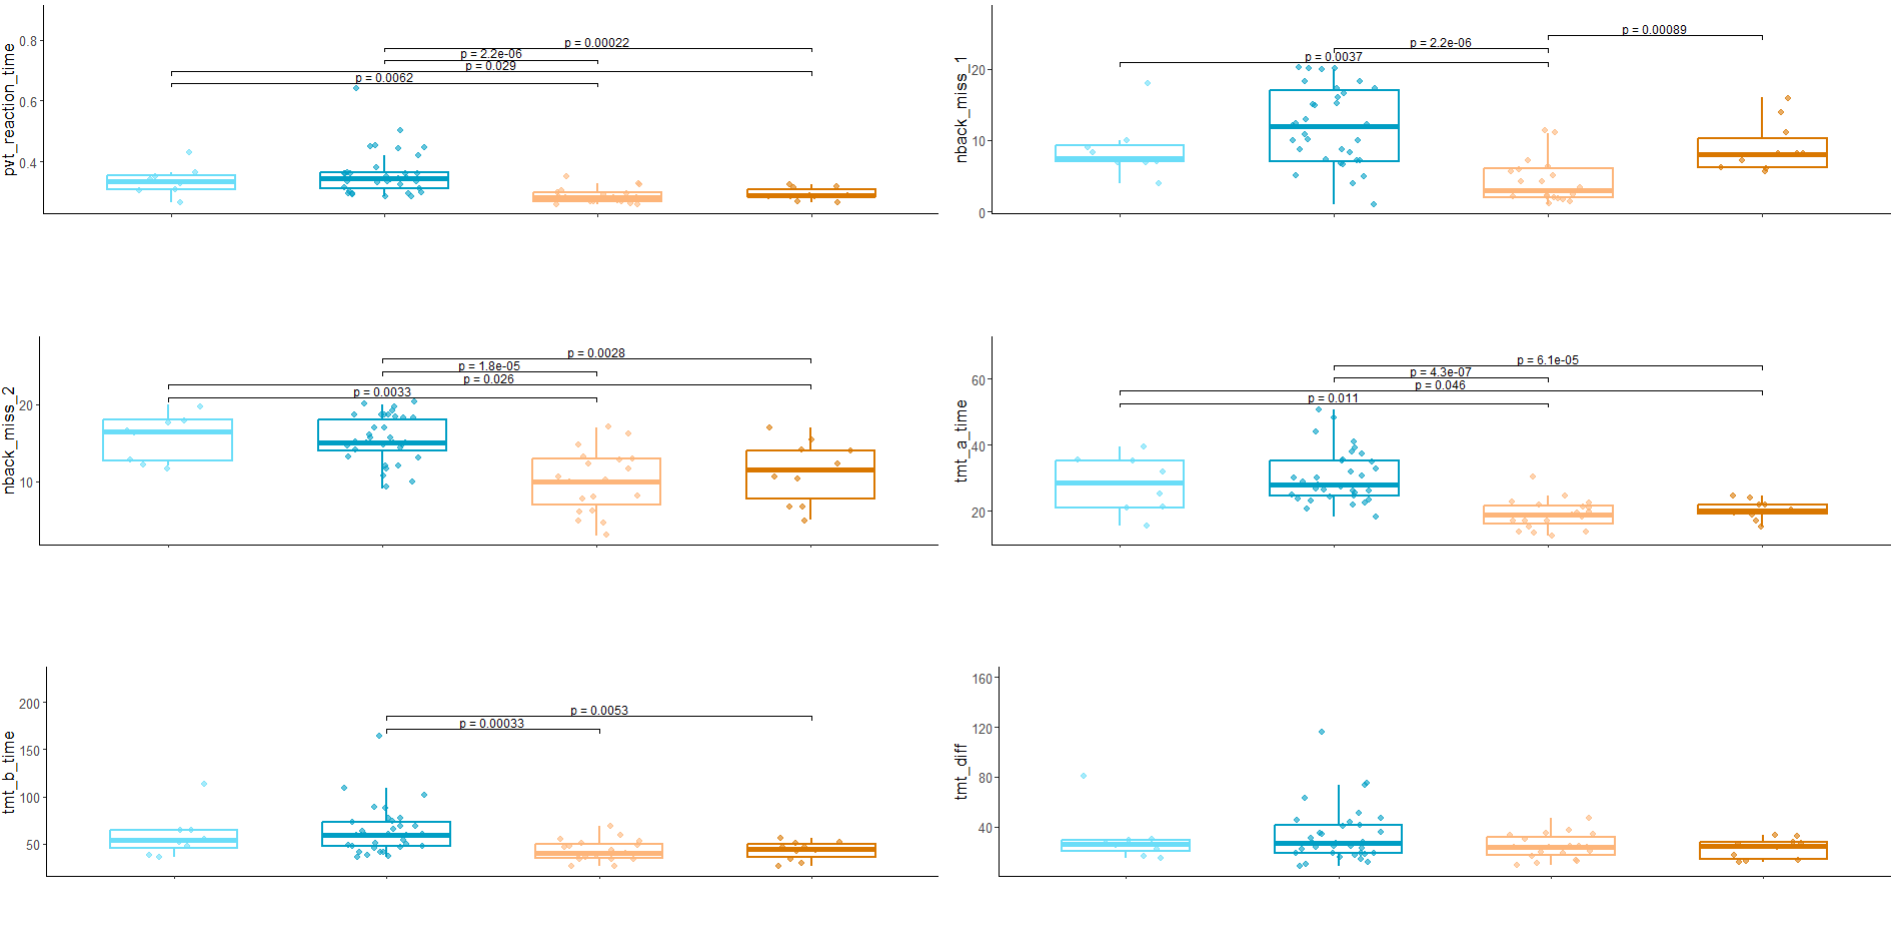 pvt_reaction_time
0.8
0.6
0.4
p = 0.00022
p = 2.2e-06
p = 0.029
p = 0.0062
nback_miss_1
20
10
0
p = 0.00089
p = 2.2e-06
p = 0.0037
nback_miss_2
20
10
p = 0.0028
p = 1.8e-05
p = 0.026
p = 0.0033
tmt_a_time
60
40
20
p = 6.1e-05
p = 4.3e-07
p = 0.046
p = 0.011
tmt_b_time
200
150
100
50
p = 0.0053
p = 0.00033
tmt_diff
160
120
80
40